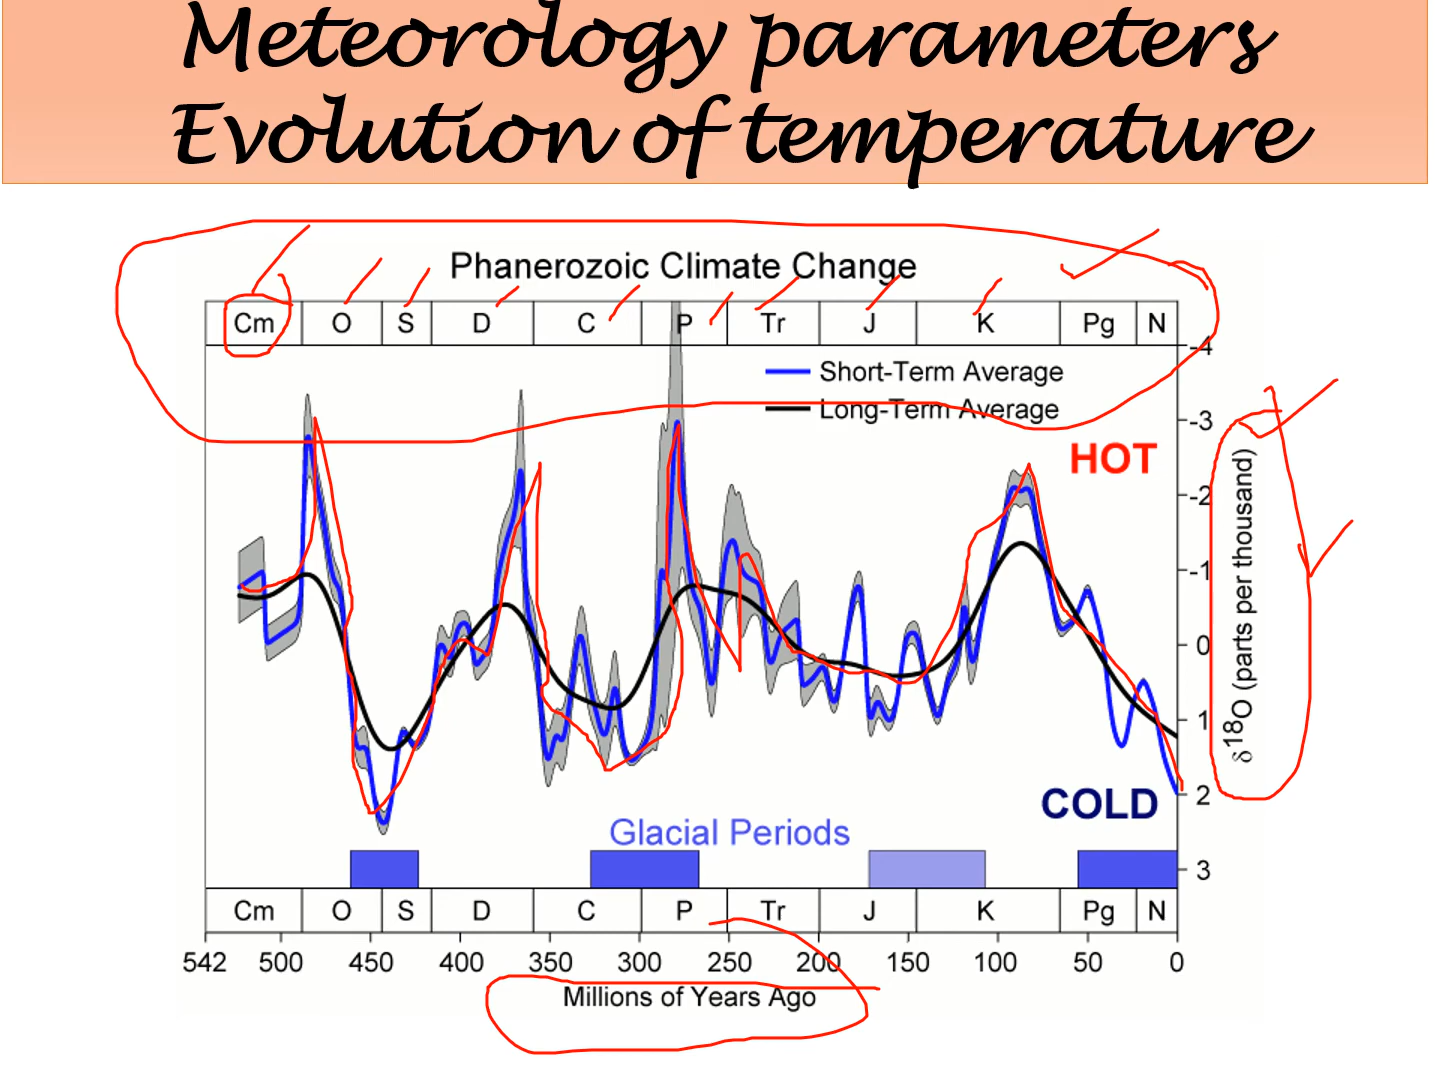 Meteorology parameters
Evolution of temperature
Phanerozoic Climate Change
Cm O S D C P Tr J K Pg N
Short-Term Average
Long-Term Average
-4
-3
HOT
-2
-1
0
1
2
3
δ18O (parts per thousand)
COLD
Glacial Periods
Cm O S D C P Tr J K Pg N
542 500 450 400 350 300 250 200 150 100 50 0
Millions of Years Ago